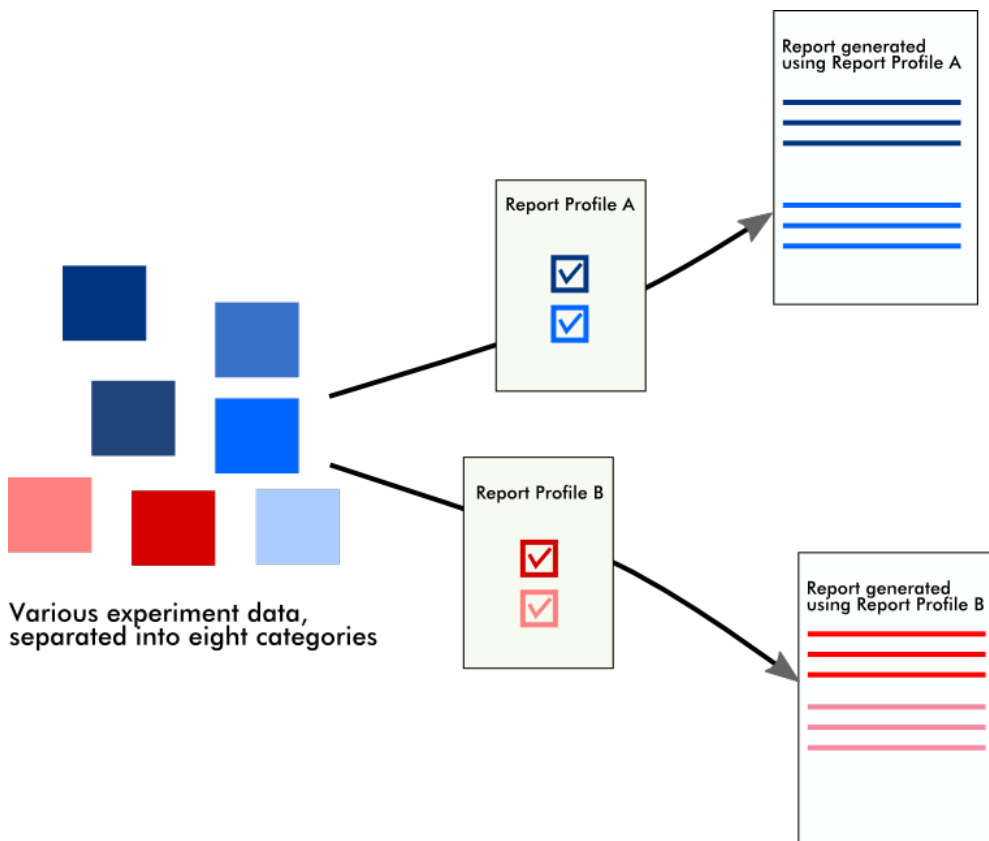 Report generated
using Report Profile A
Report Profile A
Report Profile B
Various experiment data,
separated into eight categories
Report generated
using Report Profile B